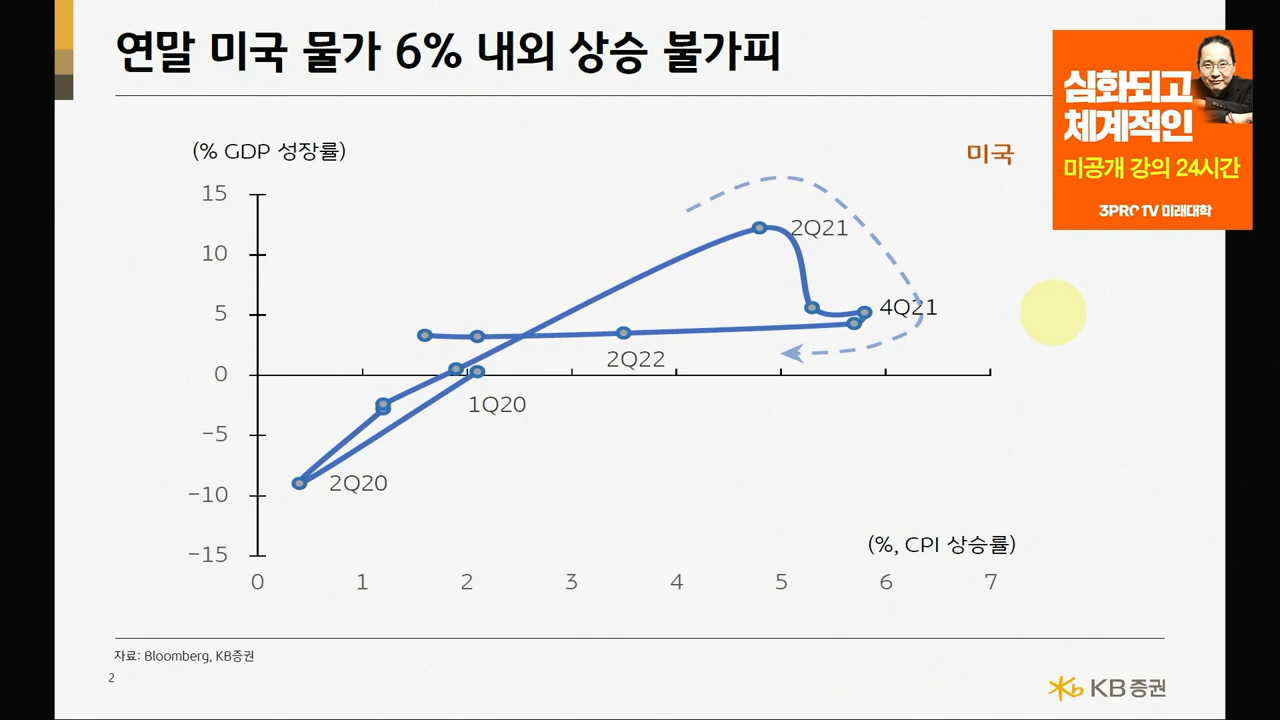 연말 미국 물가 6% 내외 상승 불가피
심화되고
체계적인
미공개 강의 24시간
3PRO TV 미래대학
(% GDP 성장률)
미국
15
10
5
0
−5
−10
−15
2Q21
4Q21
2Q22
1Q20
2Q20
(%, CPI 상승률)
0 1 2 3 4 5 6 7
자료: Bloomberg, KB증권
2
KB증권